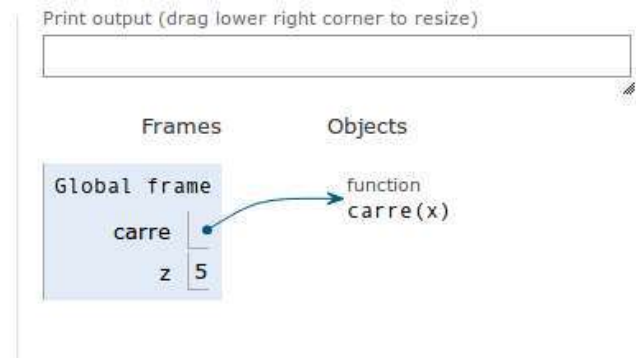 Print output (drag lower right corner to resize)
Frames Objects
Global frame
function
carre
carre(x)
z 5